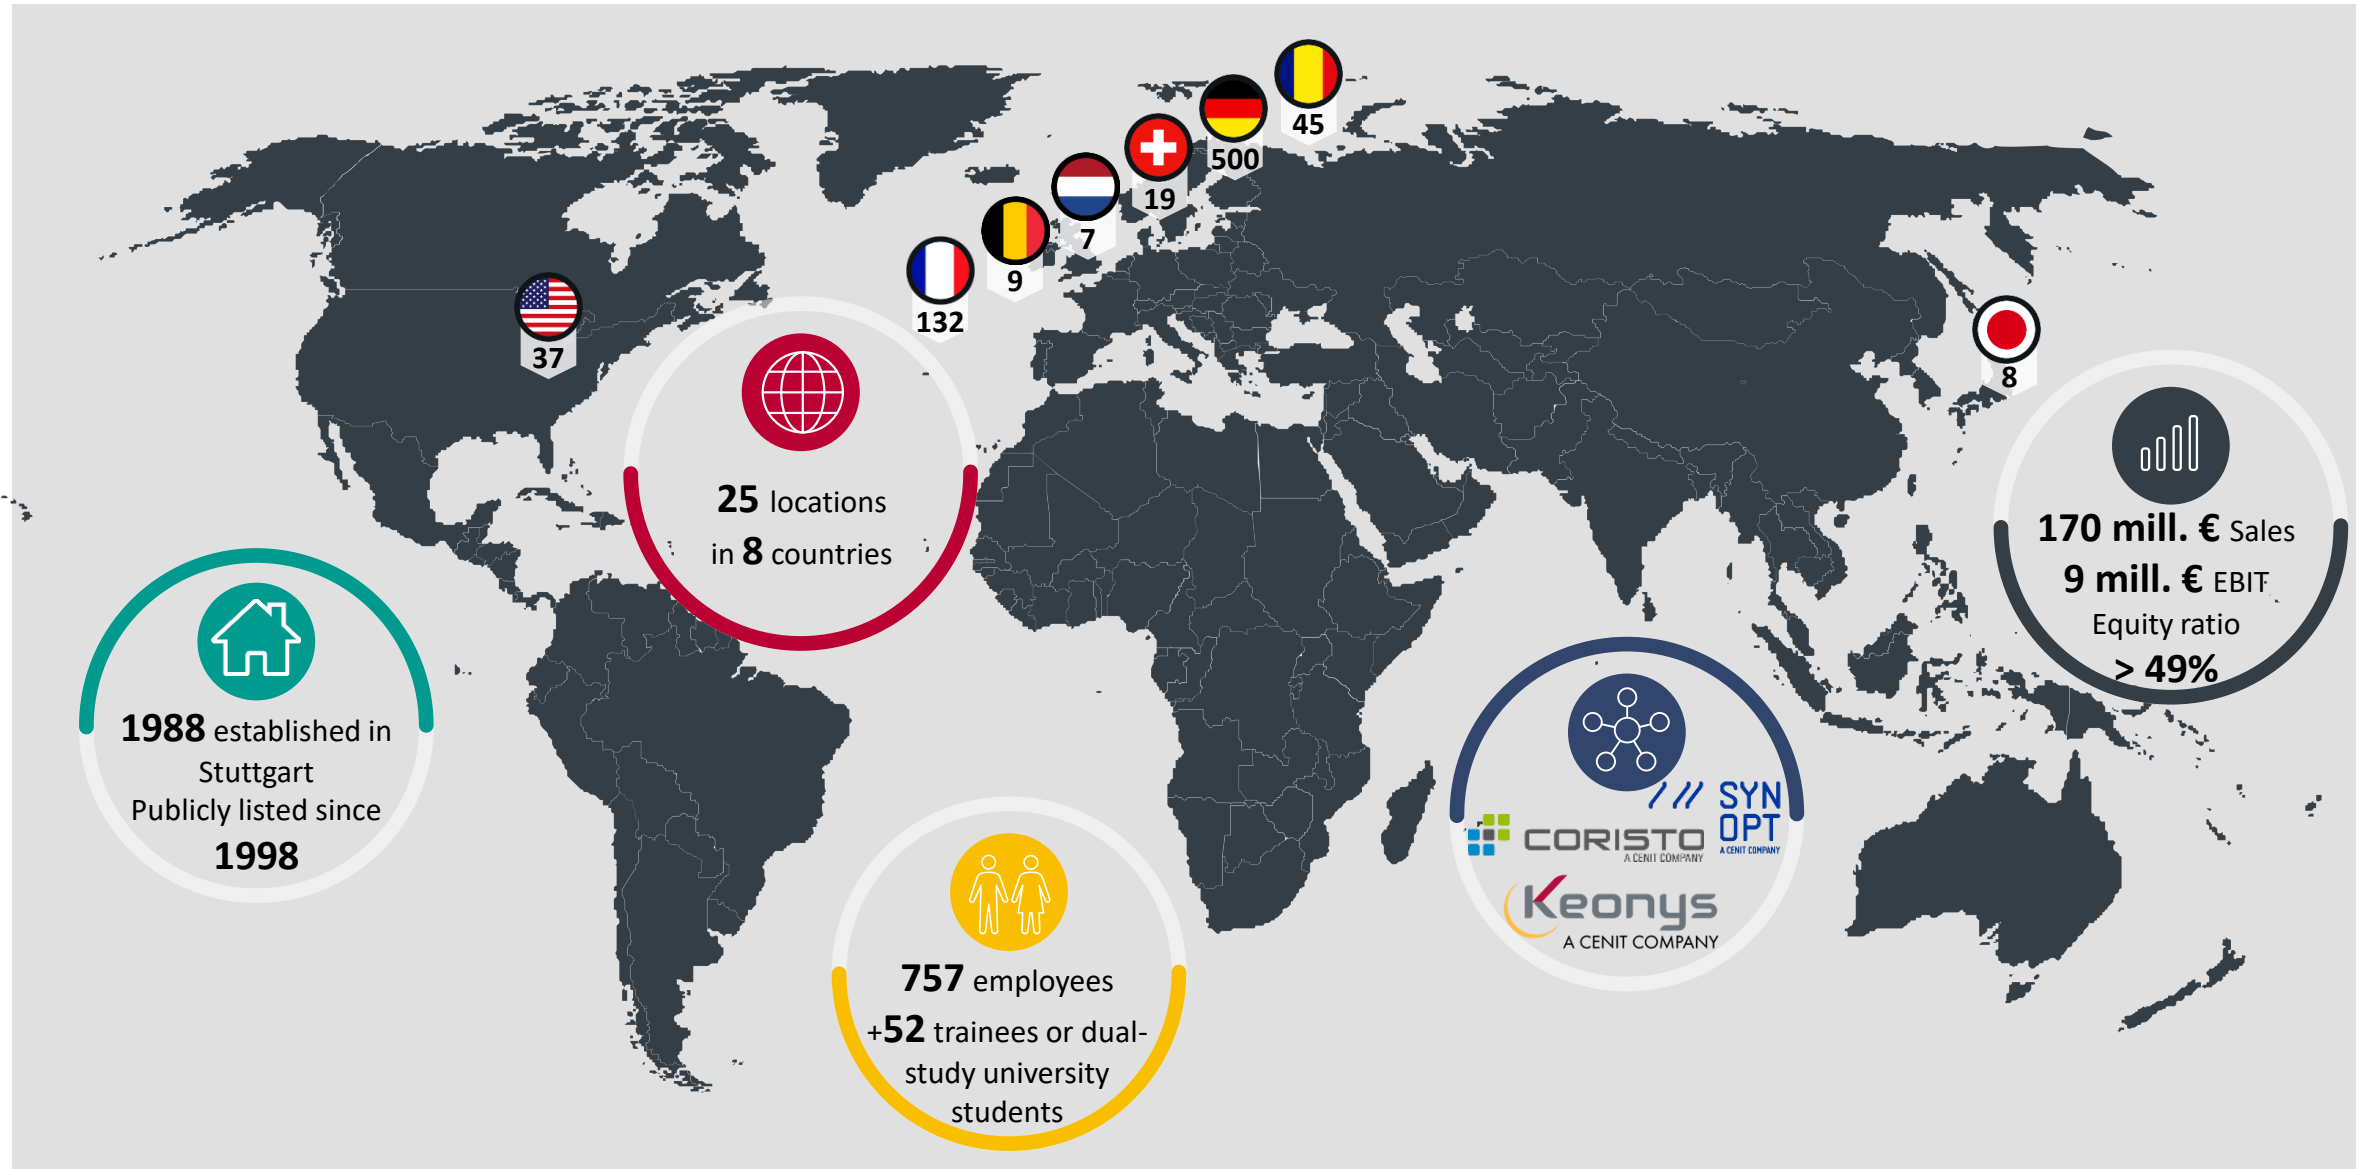 45
500
19
7
9
132
37
8
25 locations
in 8 countries
170 mill. € Sales
9 mill. € EBIT
Equity ratio
> 49%
1988 established in
Stuttgart
Publicly listed since
1998
757 employees
+52 trainees or dual-
study university
students
SYN
OPT
A CENIT COMPANY
CORISTO
A CENIT COMPANY
Keonys
A CENIT COMPANY